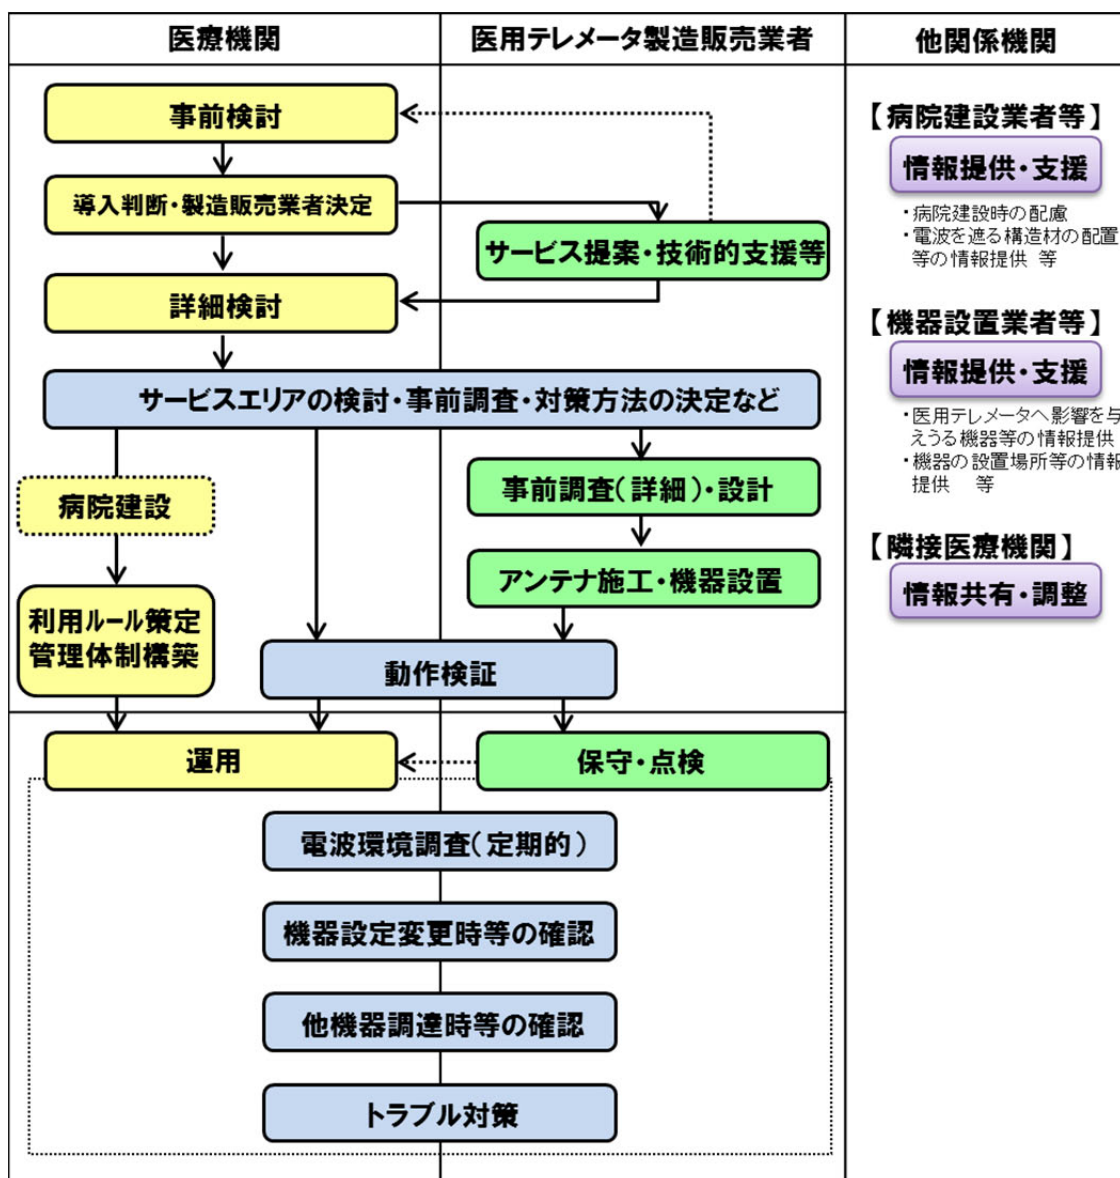 医療機関
医用テレメータ製造販売業者
他関係機関
事前検討
導入判断・製造販売業者決定
サービス提案・技術的支援等
詳細検討
サービスエリアの検討・事前調査・対策方法の決定など
病院建設
事前調査（詳細）・設計
アンテナ施工・機器設置
利用ルール策定
管理体制構築
動作検証
運用
保守・点検
電波環境調査（定期的）
機器設定変更時等の確認
他機器調達時等の確認
トラブル対策
【病院建設業者等】
情報提供・支援
・病院建設時の配慮
・電波を遮る構造材の配置
等の情報提供 等
【機器設置業者等】
情報提供・支援
・医用テレメータへ影響を与
えうる機器等の情報提供
・機器の設置場所等の情報
提供 等
【隣接医療機関】
情報共有・調整